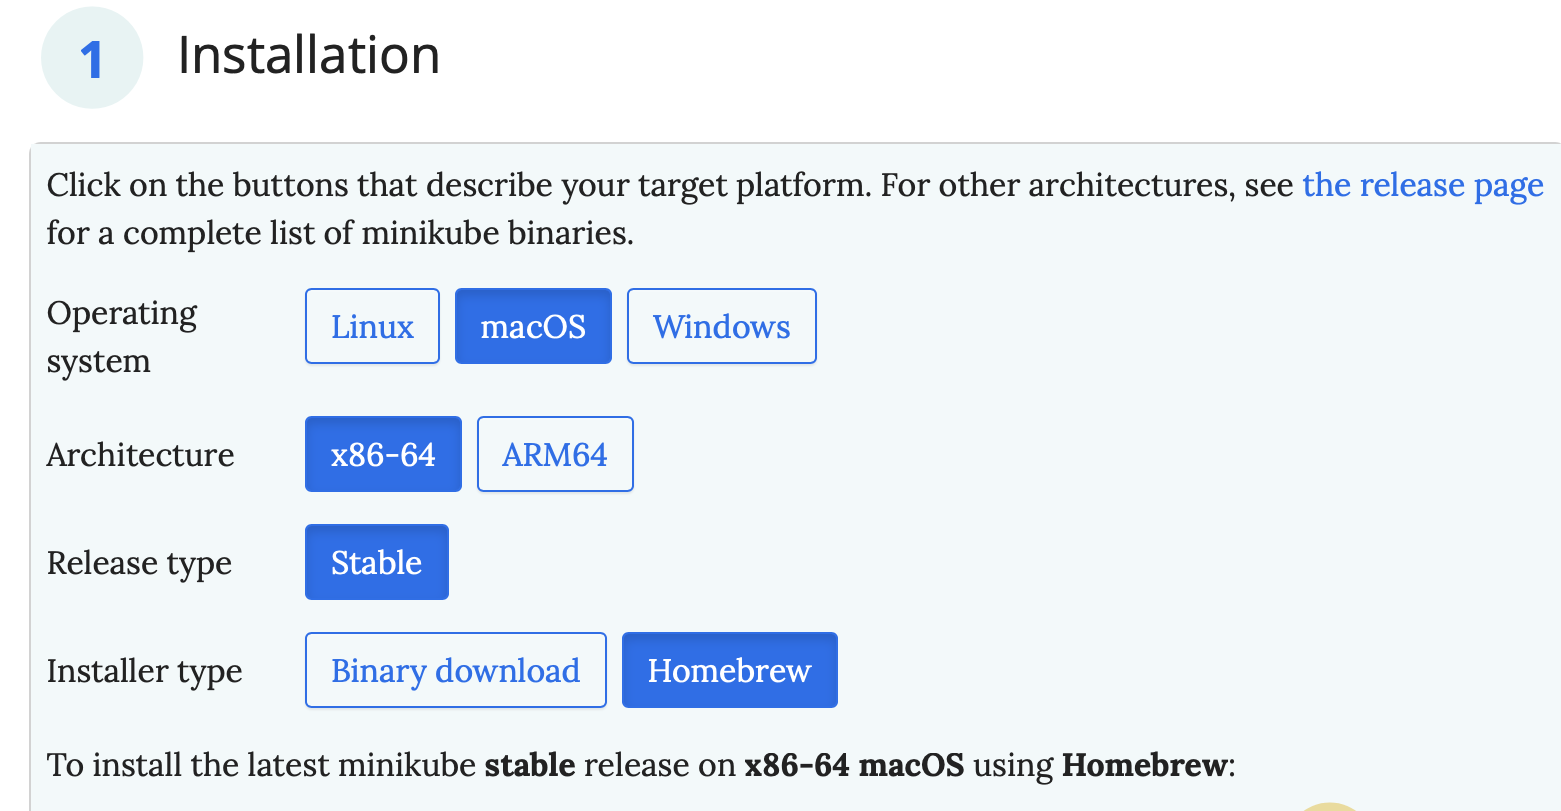 1 Installation
Click on the buttons that describe your target platform. For other architectures, see the release page
for a complete list of minikube binaries.
Operating
system
Linux macOS Windows
Architecture x86-64 ARM64
Release type Stable
Installer type Binary download Homebrew
To install the latest minikube stable release on x86-64 macOS using Homebrew: